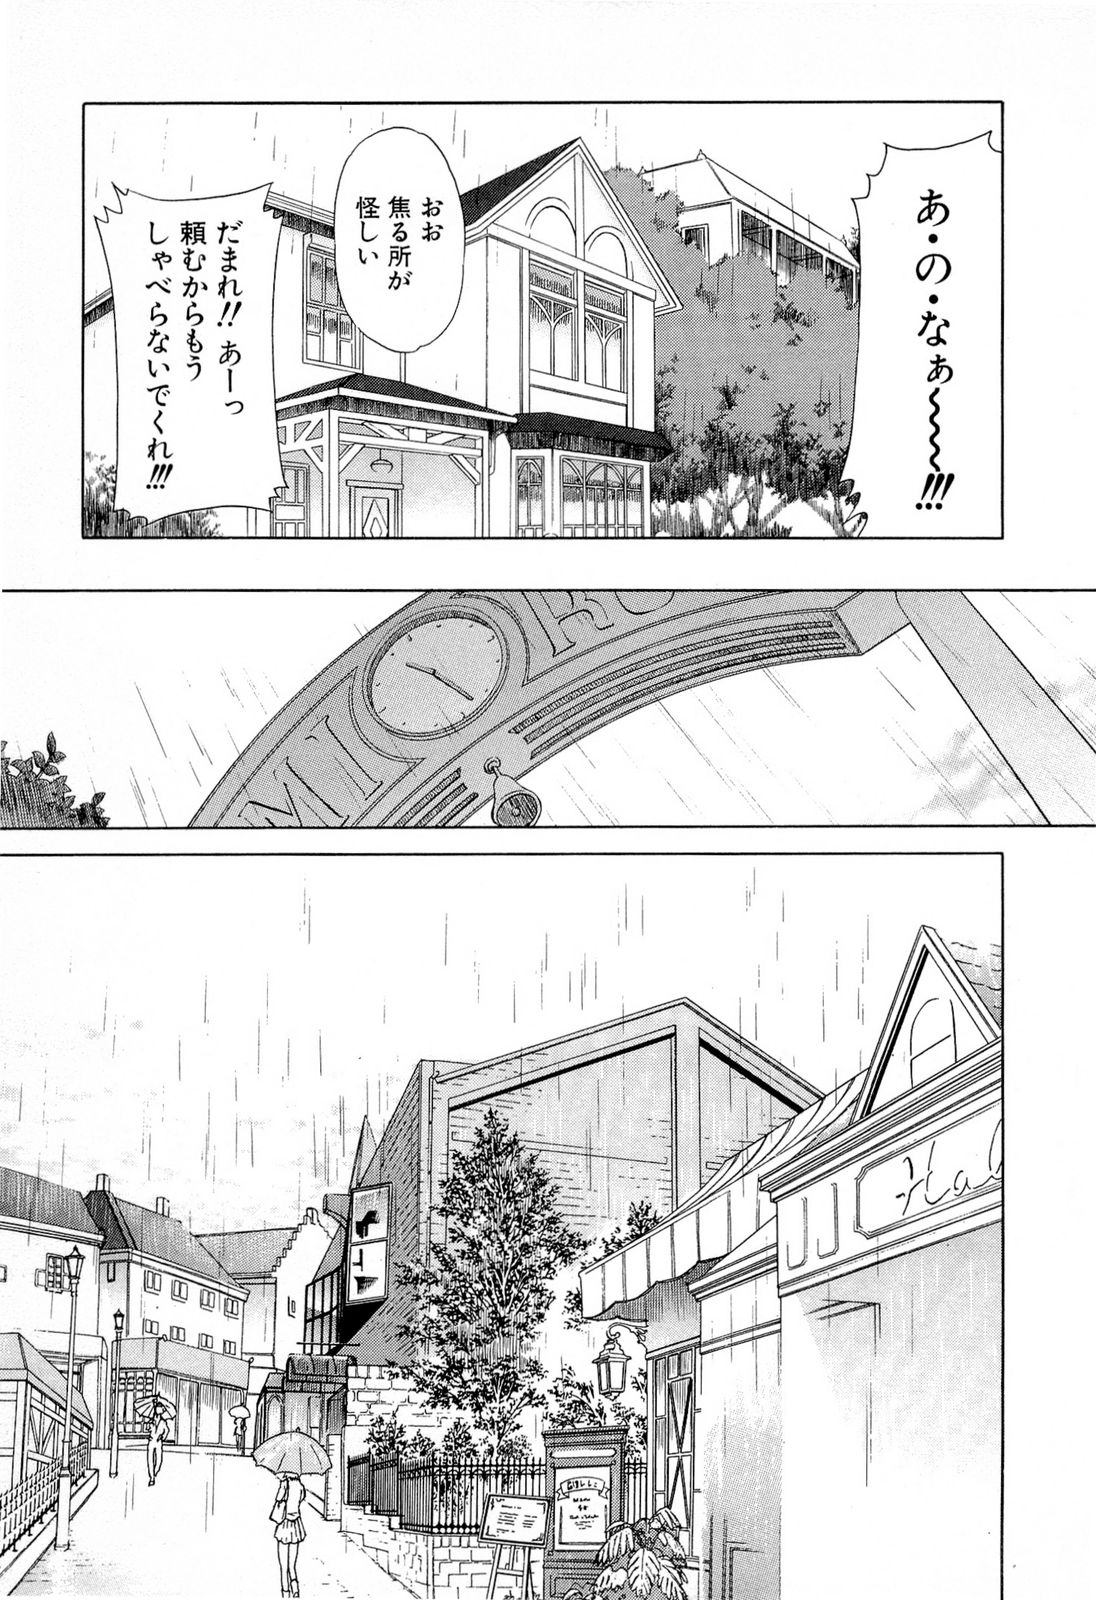 あ・の・なぁ〜〜〜〜!!!
おお
焦る所が
怪しい
だまれ!! あーっ
頼むからもう
しゃべらないでくれ!!!
MI